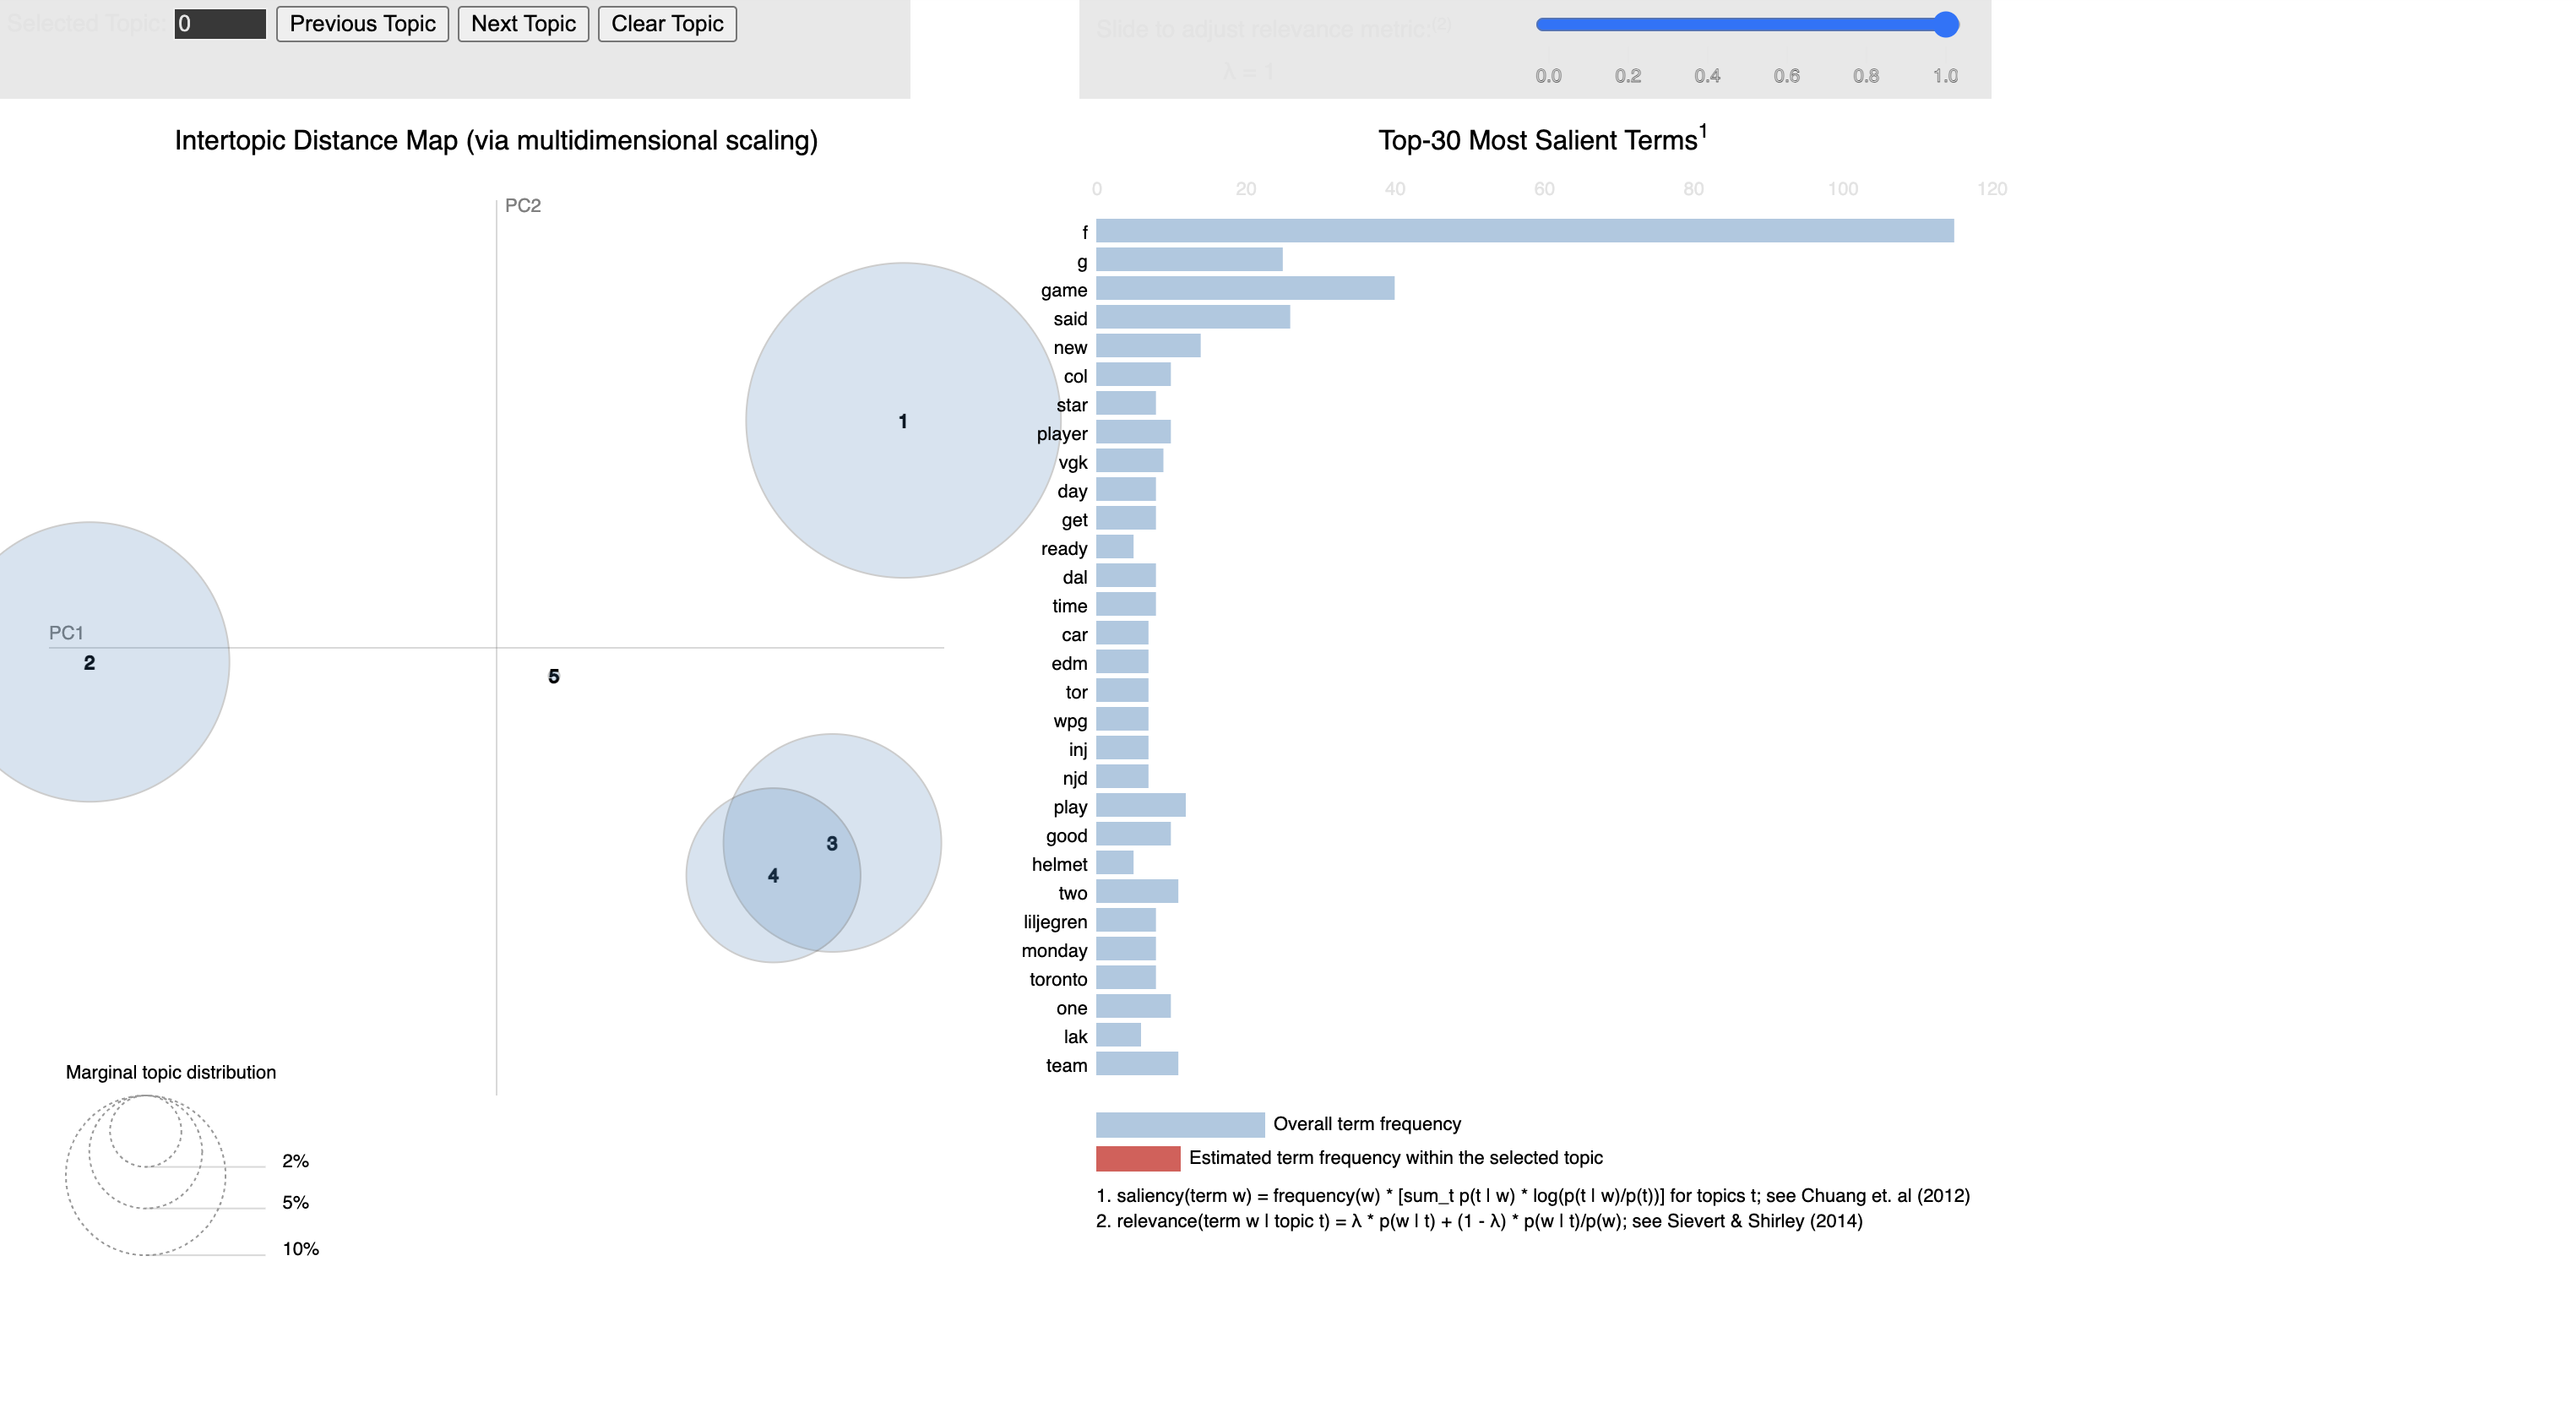 Selected Topic: 0 Previous Topic Next Topic Clear Topic
Slide to adjust relevance metric:(2)
λ = 1
0.0 0.2 0.4 0.6 0.8 1.0
Intertopic Distance Map (via multidimensional scaling)
PC2
1
PC1
2
5
3
4
Marginal topic distribution
2%
5%
10%
Top-30 Most Salient Terms1
0 20 40 60 80 100 120
f
g
game
said
new
col
star
player
vgk
day
get
ready
dal
time
car
edm
tor
wpg
inj
njd
play
good
helmet
two
liljegren
monday
toronto
one
lak
team
Overall term frequency
Estimated term frequency within the selected topic
1. saliency(term w) = frequency(w) * [sum_t p(t | w) * log(p(t | w)/p(t))] for topics t; see Chuang et. al (2012)
2. relevance(term w | topic t) = λ * p(w | t) + (1 - λ) * p(w | t)/p(w); see Sievert & Shirley (2014)